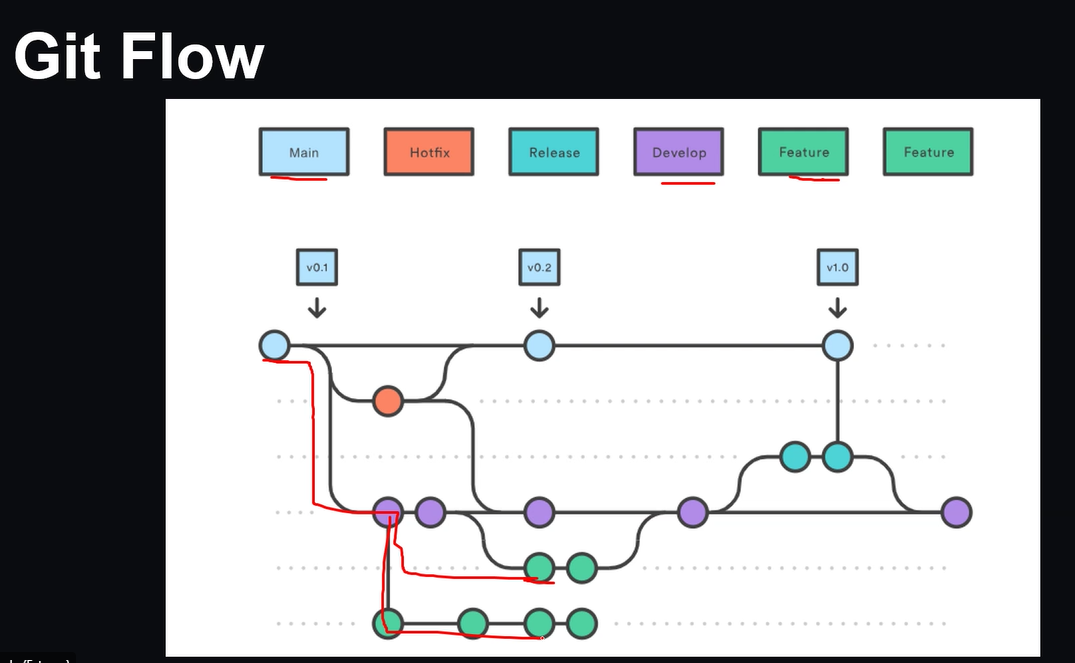 Git Flow
Main Hotfix Release Develop Feature Feature
v0.1 v0.2 v1.0